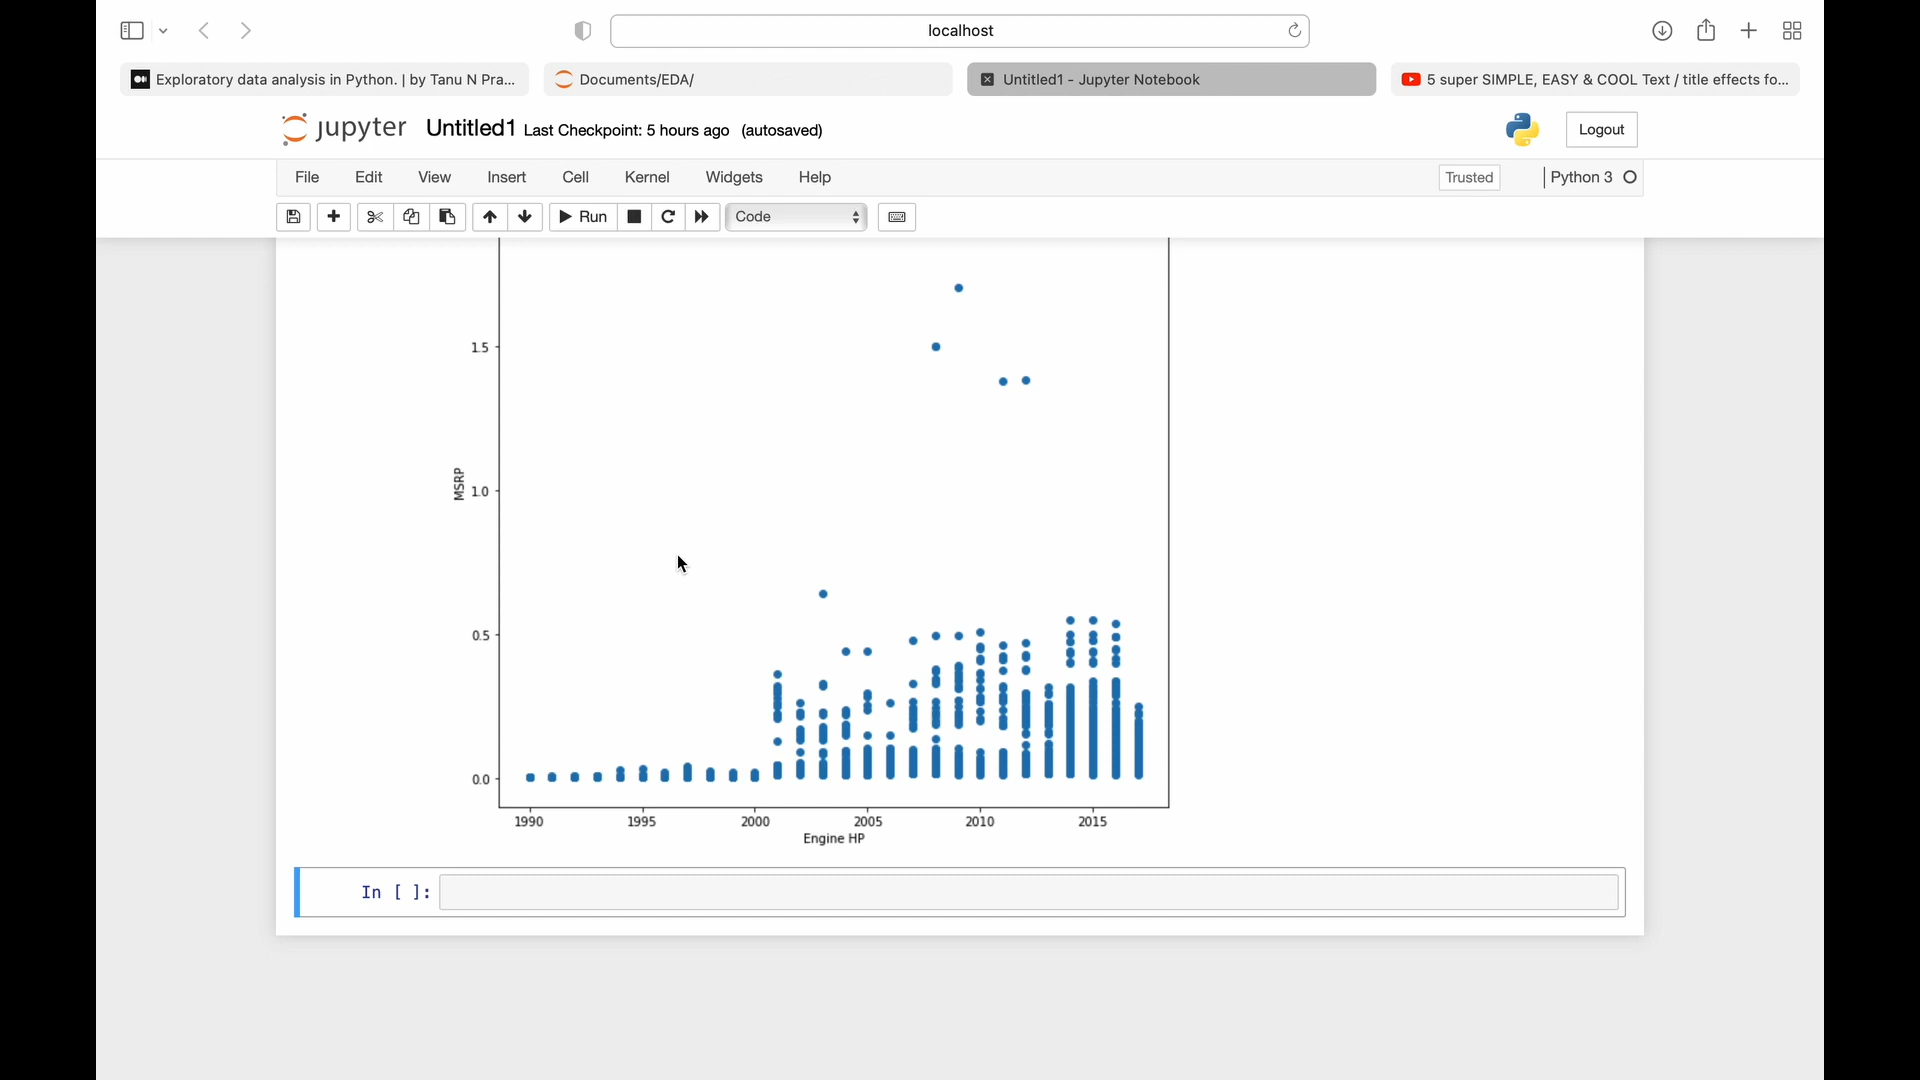 localhost
Exploratory data analysis in Python. | by Tanu N Pra...
Documents/EDA/
Untitled1 - Jupyter Notebook
5 super SIMPLE, EASY & COOL Text / title effects fo...
jupyter Untitled1 Last Checkpoint: 5 hours ago (autosaved)
Logout
File Edit View Insert Cell Kernel Widgets Help
Trusted
Python 3
Run
Code
1.5
1.0
0.5
0.0
MSRP
1990 1995 2000 2005 2010 2015
Engine HP
In [ ]: